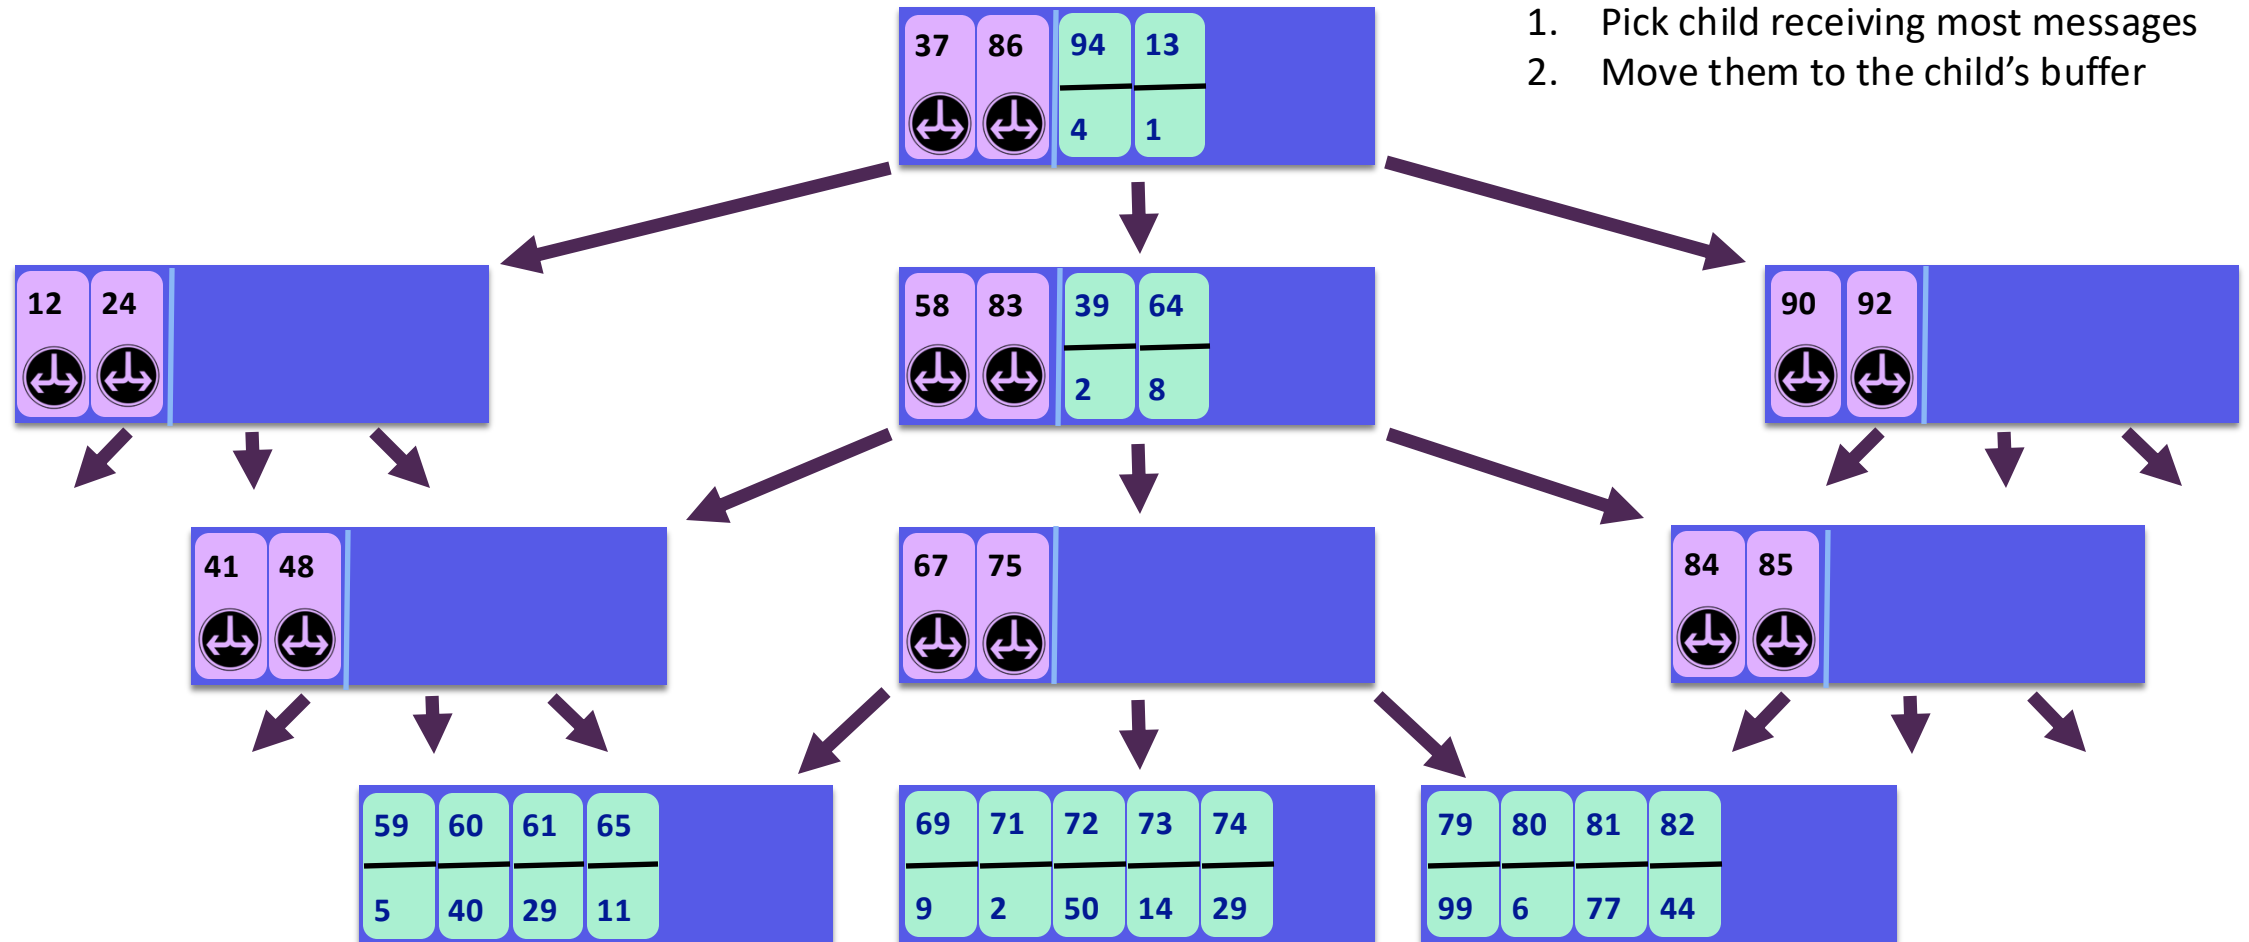 1. Pick child receiving most messages
2. Move them to the child's buffer
37 86 94 13
4 1
12 24
58 83 39 64
2 8
90 92
41 48
67 75
84 85
59 60 61 65
5 40 29 11
69 71 72 73 74
9 2 50 14 29
79 80 81 82
99 6 77 44